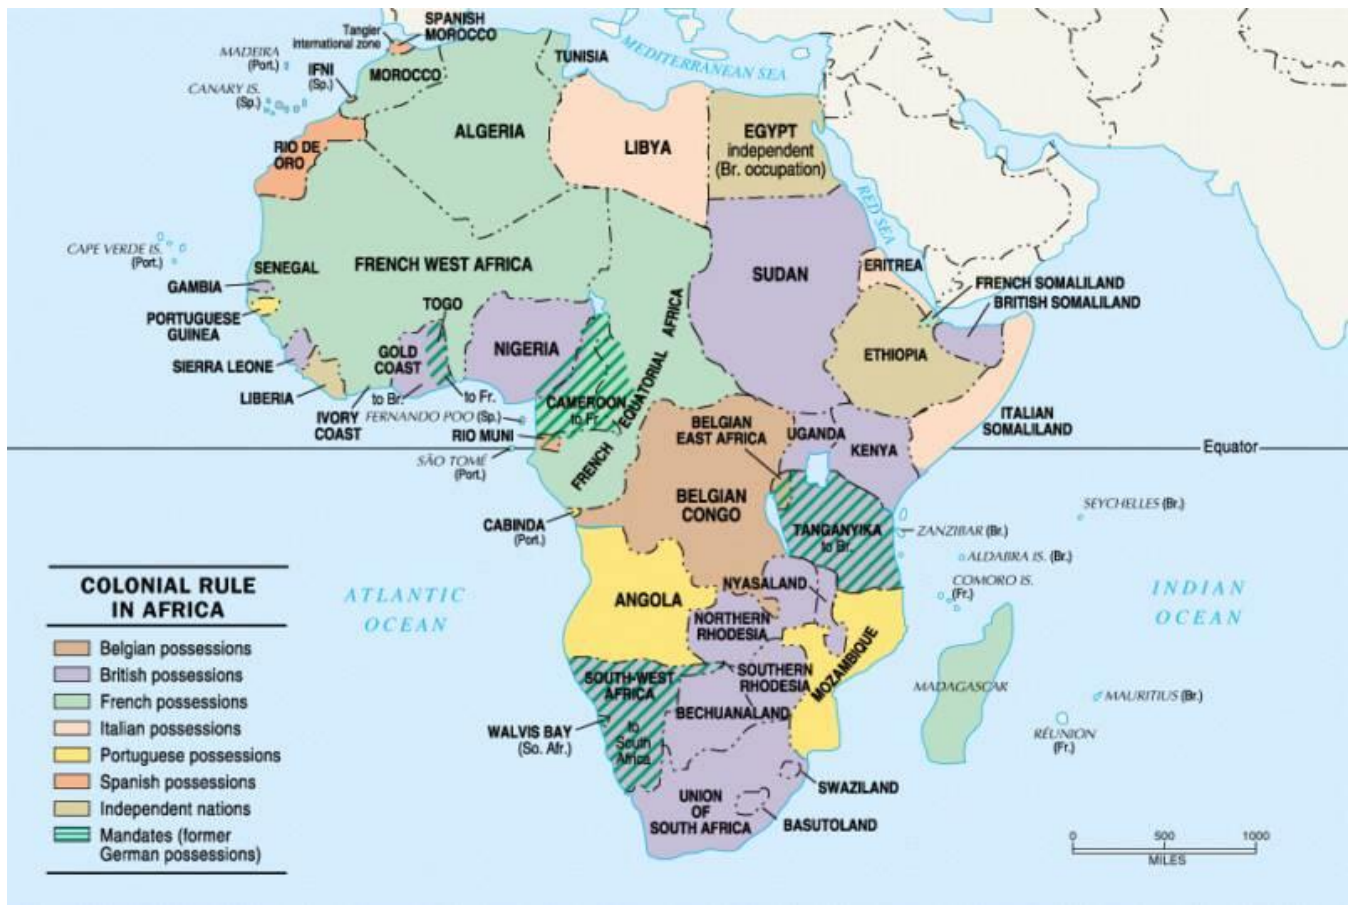 SPANISH
MOROCCO
Tangier
international zone
MADEIRA
(Port.)
IFNI
(Sp.)
MOROCCO
TUNISIA
MEDITERRANEAN SEA
CANARY IS.
(Sp.)
ALGERIA
LIBYA
EGYPT
independent
(Br. occupation)
RIO DE
ORO
RED SEA
CAPE VERDE IS.
(Port.)
SENEGAL
FRENCH WEST AFRICA
SUDAN
ERITREA
FRENCH SOMALILAND
BRITISH SOMALILAND
GAMBIA
PORTUGUESE
GUINEA
TOGO
NIGERIA
GOLD
COAST
SIERRA LEONE
ETHIOPIA
LIBERIA
to Br.
to Fr.
IVORY
COAST
FERNANDO POO (Sp.)
CAMEROON
to Fr.
FRENCH EQUATORIAL AFRICA
RIO MUNI
BELGIAN
EAST AFRICA
UGANDA
KENYA
ITALIAN
SOMALILAND
Equator
SÃO TOMÉ
(Port.)
BELGIAN
CONGO
CABINDA
(Port.)
TANGANYIKA
to Br.
SEYCHELLES (Br.)
ZANZIBAR (Br.)
ALDABRA IS. (Br.)
COMORO IS.
(Fr.)
ATLANTIC
OCEAN
INDIAN
OCEAN
ANGOLA
NYASALAND
NORTHERN
RHODESIA
SOUTHERN
RHODESIA
MOZAMBIQUE
MADAGASCAR
MAURITIUS (Br.)
RÉUNION
(Fr.)
SOUTH-WEST
AFRICA
to
South
Africa
WALVIS BAY
(So. Afr.)
BECHUANALAND
SWAZILAND
UNION
OF
SOUTH AFRICA
BASUTOLAND
COLONIAL RULE
IN AFRICA
Belgian possessions
British possessions
French possessions
Italian possessions
Portuguese possessions
Spanish possessions
Independent nations
Mandates (former
German possessions)
0 500 1000
MILES